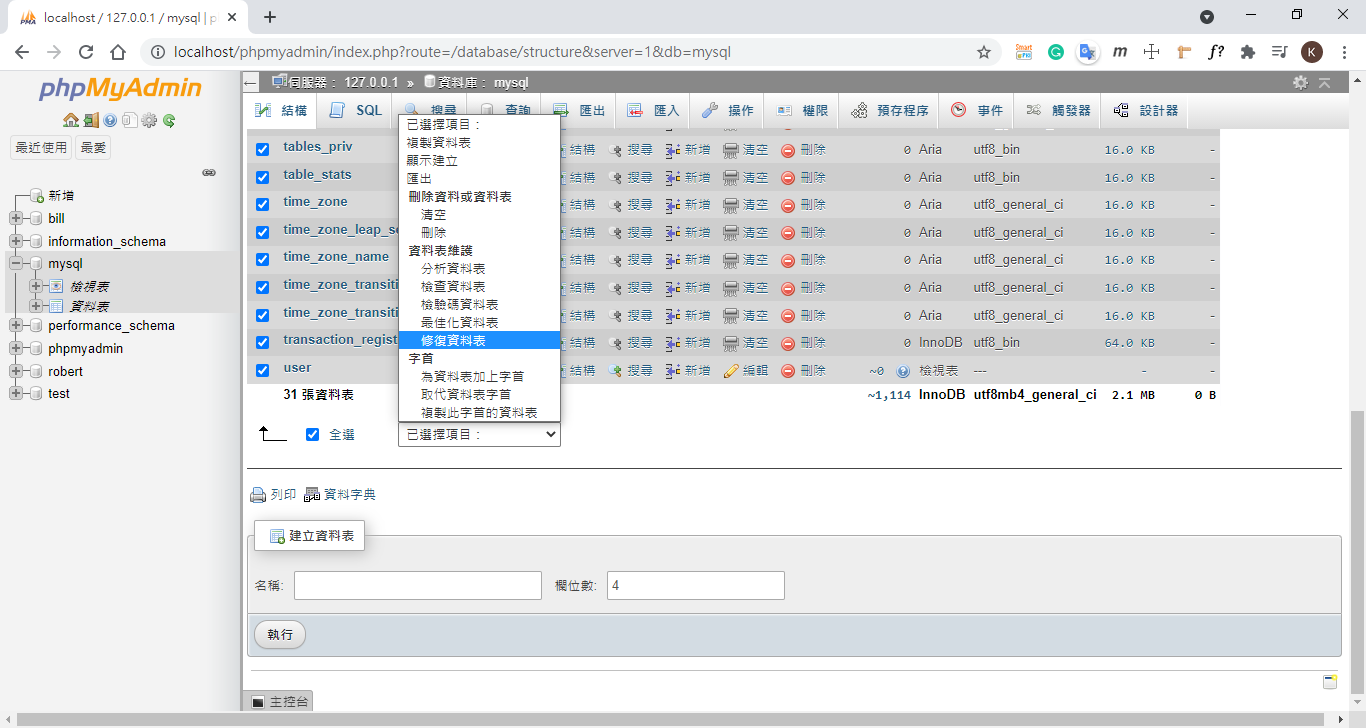 localhost / 127.0.0.1 / mysql | p
localhost/phpmyadmin/index.php?route=/database/structure&server=1&db=mysql
Smart
m
f?
K
phpMyAdmin
最近使用 最愛
新增
bill
information_schema
mysql
檢視表
資料表
performance_schema
phpmyadmin
robert
test
伺服器： 127.0.0.1 » 資料庫： mysql
結構 SQL 搜尋 查詢 匯出 匯入 操作 權限 預存程序 事件 觸發器 設計器
tables_priv 結構 搜尋 新增 清空 刪除 0 Aria utf8_bin 16.0 KB -
table_stats 結構 搜尋 新增 清空 刪除 0 Aria utf8_bin 16.0 KB -
time_zone 結構 搜尋 新增 清空 刪除 0 Aria utf8_general_ci 16.0 KB -
time_zone_leap_se 結構 搜尋 新增 清空 刪除 0 Aria utf8_general_ci 16.0 KB -
time_zone_name 結構 搜尋 新增 清空 刪除 0 Aria utf8_general_ci 16.0 KB -
time_zone_transiti 結構 搜尋 新增 清空 刪除 0 Aria utf8_general_ci 16.0 KB -
time_zone_transiti 結構 搜尋 新增 清空 刪除 0 Aria utf8_general_ci 16.0 KB -
transaction_regist 結構 搜尋 新增 清空 刪除 0 InnoDB utf8_bin 64.0 KB -
user 結構 搜尋 新增 編輯 刪除 ~0 檢視表 --- - -
31 張資料表 ~1,114 InnoDB utf8mb4_general_ci 2.1 MB 0 B
已選擇項目：
複製資料表
顯示建立
匯出
刪除資料或資料表
清空
刪除
資料表維護
分析資料表
檢查資料表
檢驗碼資料表
最佳化資料表
修復資料表
字首
為資料表加上字首
取代資料表字首
複製此字首的資料表
全選 已選擇項目：
列印 資料字典
建立資料表
名稱: 欄位數: 4
執行
主控台